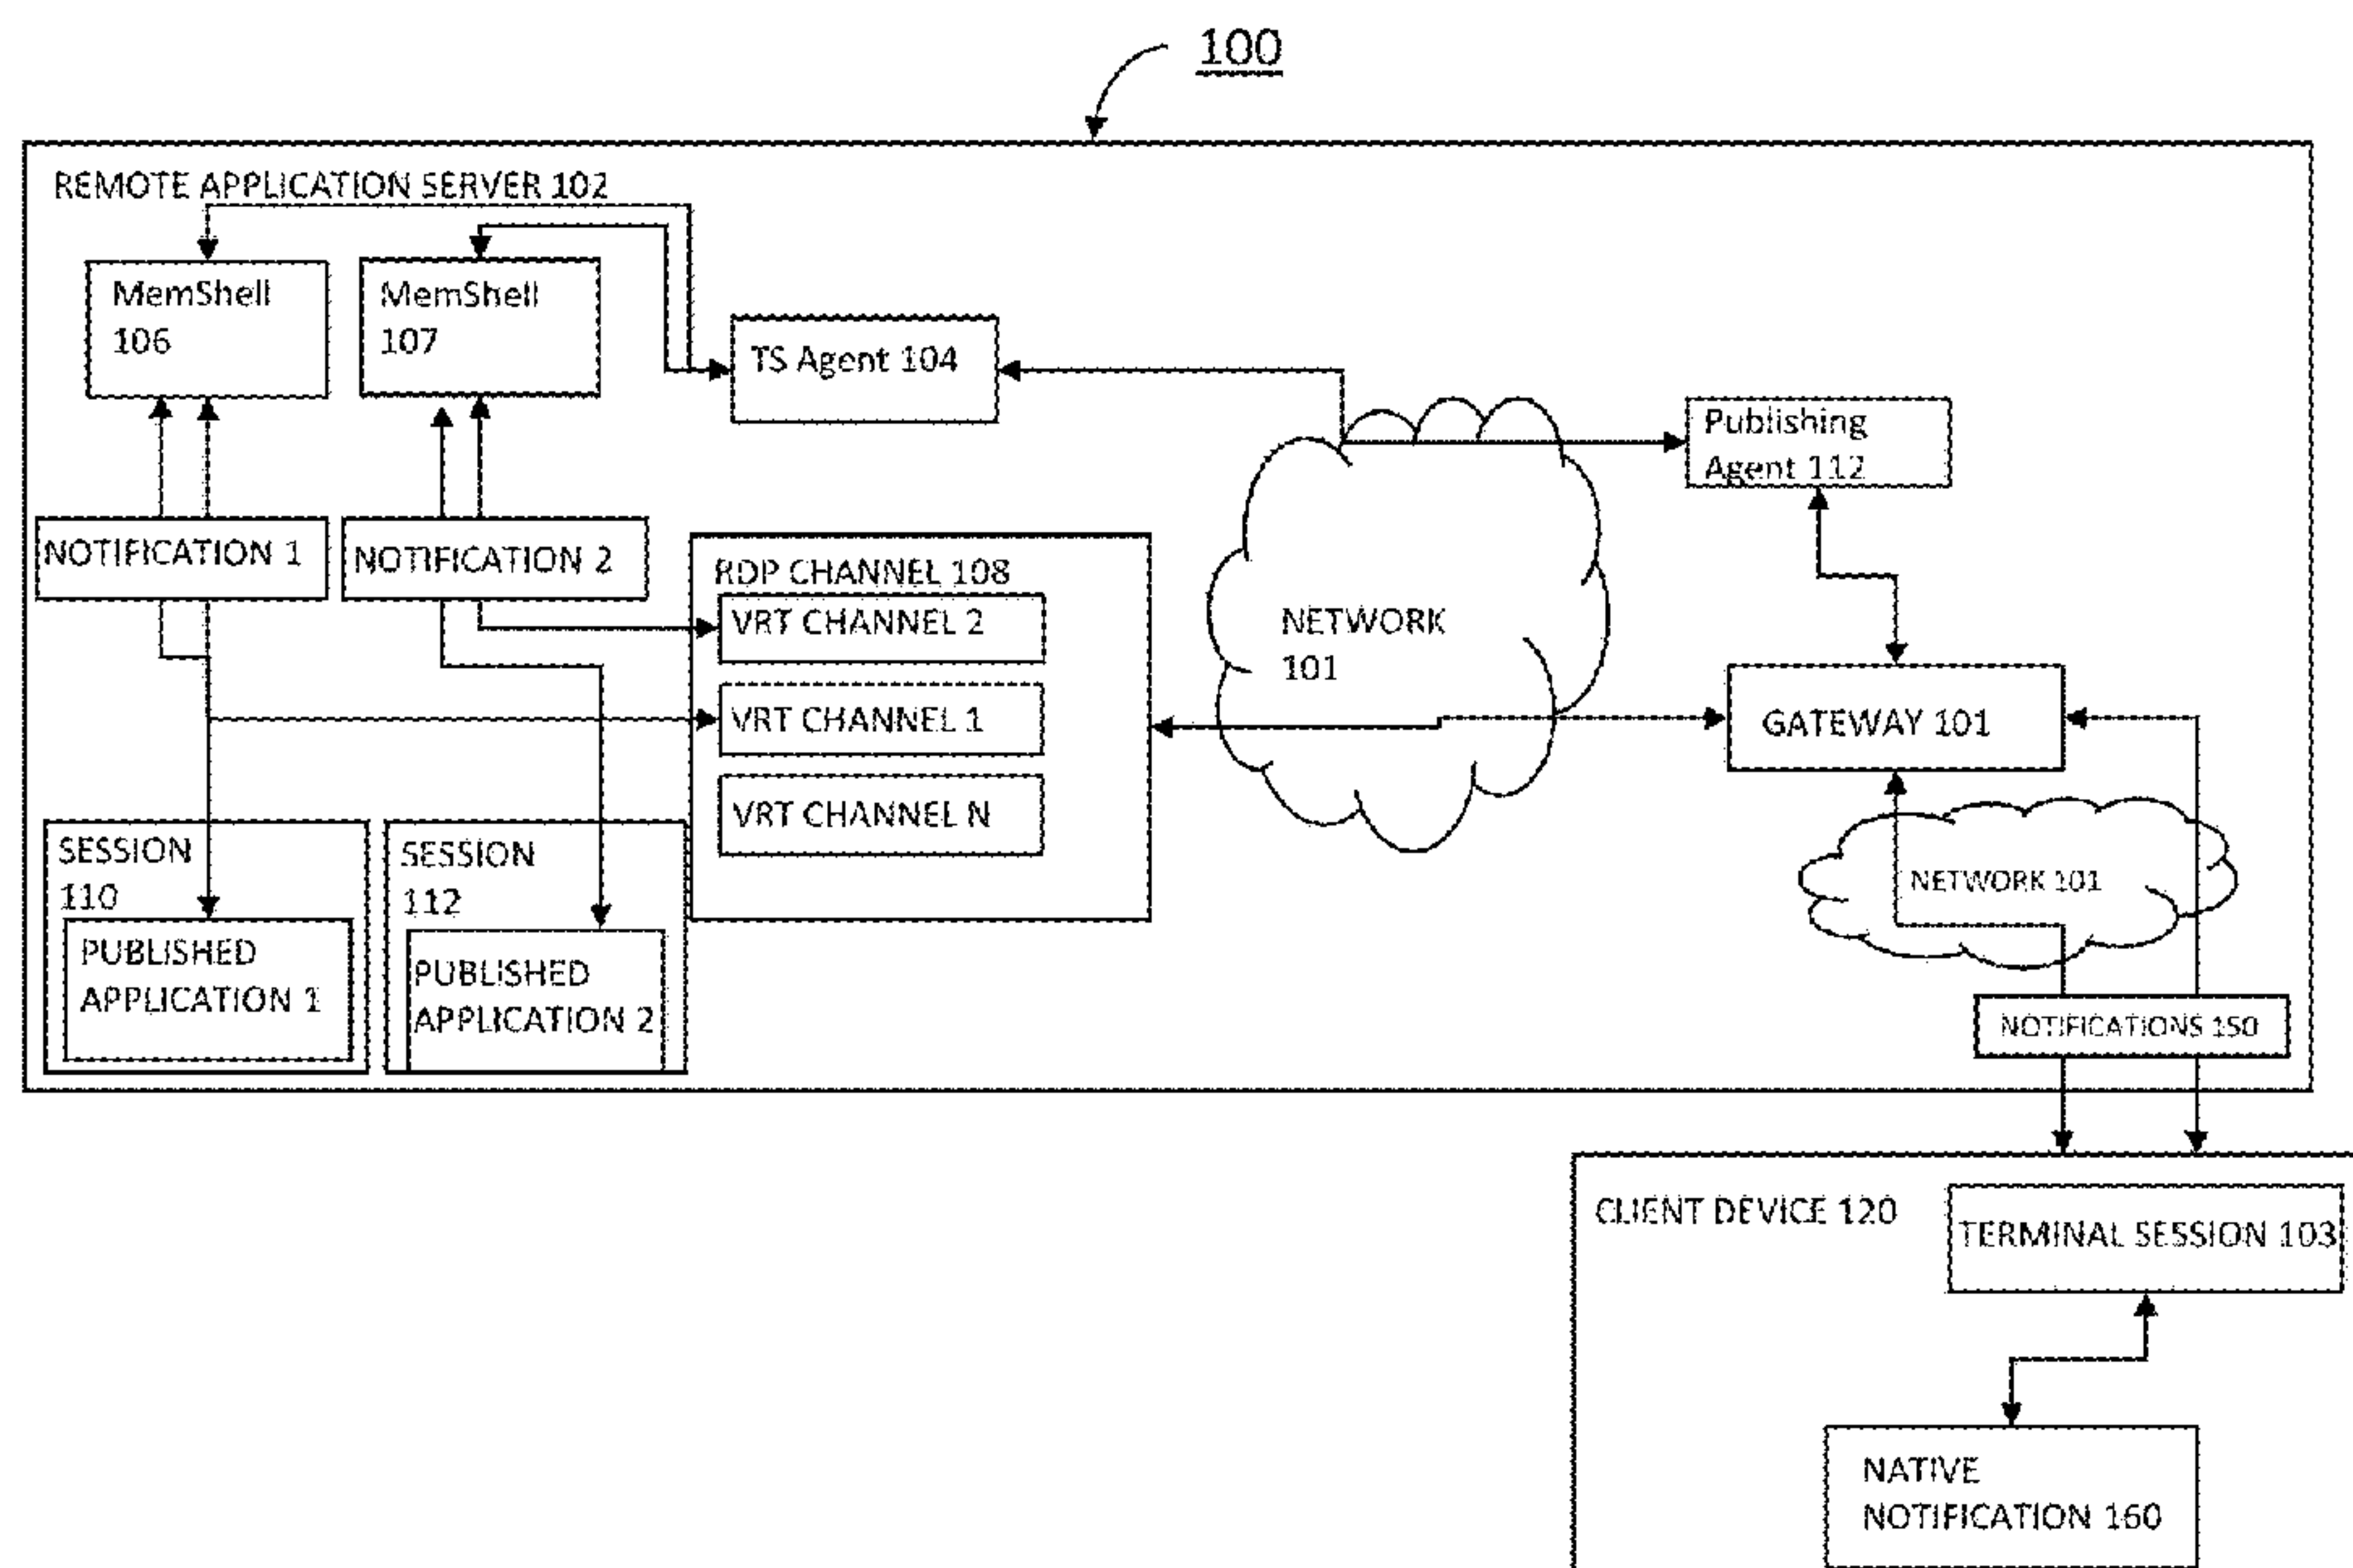 100
REMOTE APPLICATION SERVER 102
MemShell
106
MemShell
107
TS Agent 104
Publishing
Agent 112
NOTIFICATION 1
NOTIFICATION 2
RDP CHANNEL 108
VRT CHANNEL 2
VRT CHANNEL 1
VRT CHANNEL N
NETWORK
101
GATEWAY 101
NETWORK 101
SESSION
110
PUBLISHED
APPLICATION 1
SESSION
112
PUBLISHED
APPLICATION 2
NOTIFICATIONS 150
CLIENT DEVICE 120
TERMINAL SESSION 103
NATIVE
NOTIFICATION 160